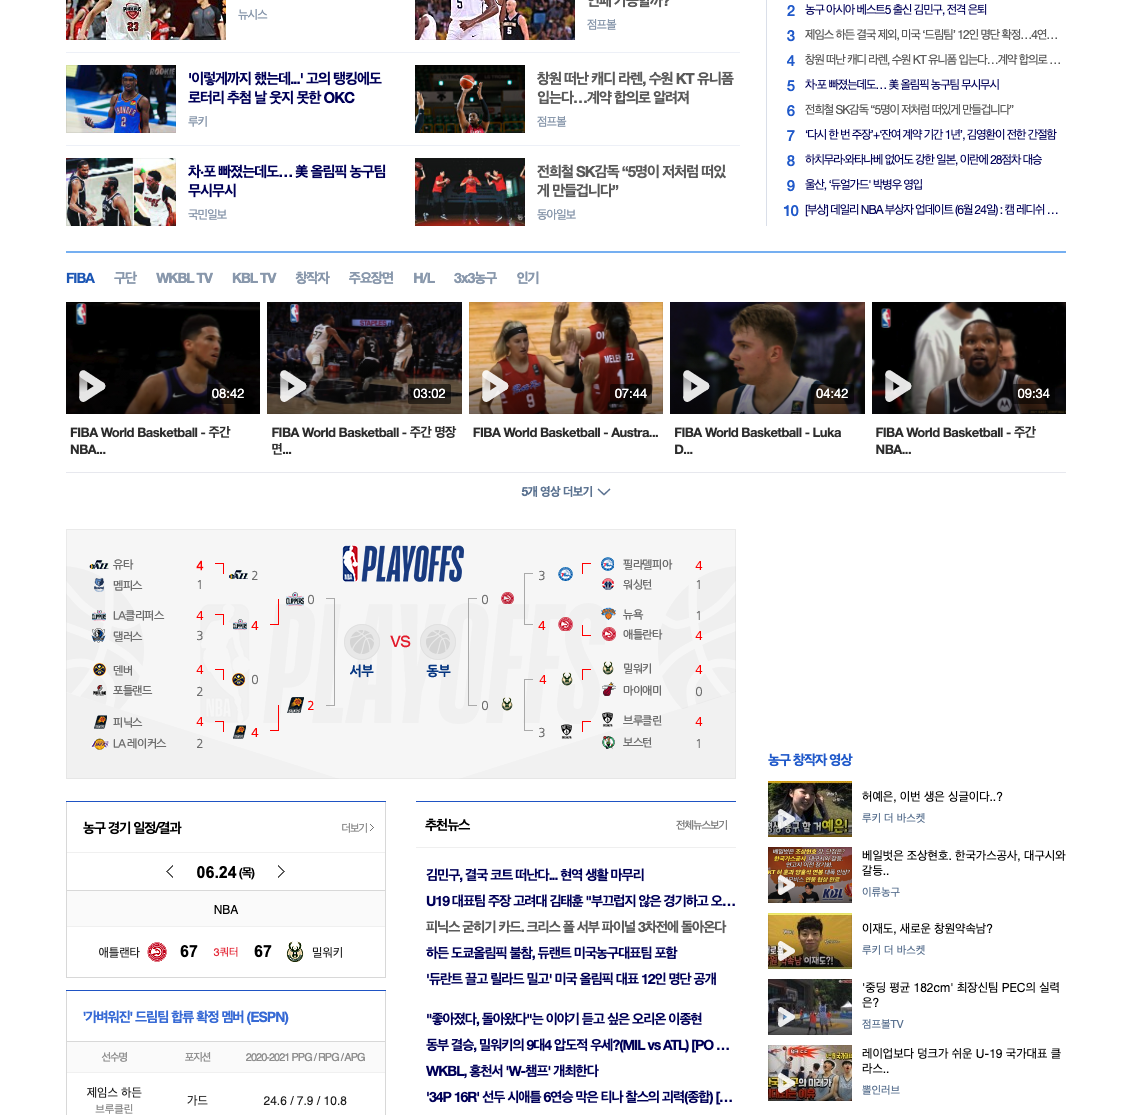 뉴시스
연패 가능할까?
점프볼
'이렇게까지 했는데...' 고의 탱킹에도
로터리 추첨 날 웃지 못한 OKC
루키
창원 떠난 캐디 라렌, 수원 KT 유니폼
입는다…계약 합의로 알려져
점프볼
차·포 빠졌는데도… 美 올림픽 농구팀
무시무시
국민일보
전희철 SK감독 “5명이 저처럼 떠있
게 만들겁니다”
동아일보
2 농구 아시아 베스트5 출신 김민구, 전격 은퇴
3 제임스 하든 결국 제외, 미국 '드림팀' 12인 명단 확정…4연…
4 창원 떠난 캐디 라렌, 수원 KT 유니폼 입는다…계약 합의로 …
5 차·포 빠졌는데도… 美 올림픽 농구팀 무시무시
6 전희철 SK감독 “5명이 저처럼 떠있게 만들겁니다”
7 '다시 한 번 주장'+'잔여 계약 기간 1년', 김영환이 전한 간절함
8 하치무라·와타나베 없어도 강한 일본, 이란에 28점차 대승
9 울산, '듀얼가드' 박병우 영입
10 [부상] 데일리 NBA 부상자 업데이트 (6월 24일) : 캠 레디쉬 …
FIBA 구단 WKBL TV KBL TV 창작자 주요장면 H/L 3x3농구 인기
08:42
03:02
07:44
04:42
09:34
FIBA World Basketball - 주간
NBA...
FIBA World Basketball - 주간 명장
면...
FIBA World Basketball - Austra...
FIBA World Basketball - Luka
D...
FIBA World Basketball - 주간
NBA...
5개 영상 더보기
PLAYOFFS
유타 4
멤피스 1
LA클리퍼스 4
댈러스 3
덴버 4
포틀랜드 2
피닉스 4
LA 레이커스 2
2
4
0
4
0
2
서부
VS
동부
0
0
3
4
4
3
필라델피아 4
워싱턴 1
뉴욕 1
애틀란타 4
밀워키 4
마이애미 0
브루클린 4
보스턴 1
농구 경기 일정/결과
더보기
06.24 (목)
NBA
애틀랜타 67 3쿼터 67 밀워키
'가벼워진' 드림팀 합류 확정 멤버 (ESPN)
선수명 포지션 2020-2021 PPG / RPG / APG
제임스 하든
브루클린
가드
24.6 / 7.9 / 10.8
추천뉴스
전체뉴스보기
김민구, 결국 코트 떠난다... 현역 생활 마무리
U19 대표팀 주장 고려대 김태훈 "부끄럽지 않은 경기하고 오…
피닉스 굳히기 카드. 크리스 폴 서부 파이널 3차전에 돌아온다
하든 도쿄올림픽 불참, 듀랜트 미국농구대표팀 포함
'듀란트 끌고 릴라드 밀고' 미국 올림픽 대표 12인 명단 공개
"좋아졌다, 돌아왔다"는 이야기 듣고 싶은 오리온 이종현
동부 결승, 밀워키의 9대4 압도적 우세?(MIL vs ATL) [PO …
WKBL, 홍천서 'W-챔프' 개최한다
'34P 16R' 선두 시애틀 6연승 막은 티나 찰스의 괴력(종합) […
농구 창작자 영상
허예은, 이번 생은 싱글이다..?
루키 더 바스켓
베일벗은 조상현호. 한국가스공사, 대구시와
갈등..
이류농구
이재도, 새로운 창원약속남?
루키 더 바스켓
'중딩 평균 182cm' 최장신팀 PEC의 실력
은?
점프볼TV
레이업보다 덩크가 쉬운 U-19 국가대표 클
라스..
뽈인러브